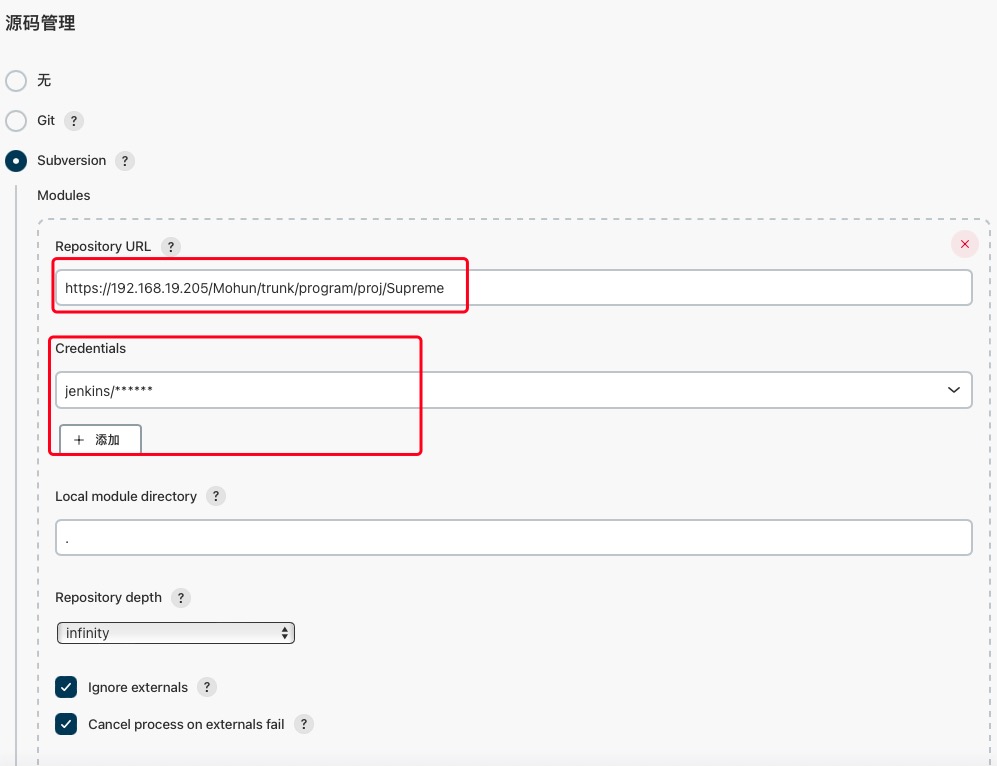 源码管理
无
Git ?
Subversion ?
Modules
Repository URL ?
https://192.168.19.205/Mohun/trunk/program/proj/Supreme
Credentials
jenkins/******
+ 添加
Local module directory ?
.
Repository depth ?
infinity
Ignore externals ?
Cancel process on externals fail ?